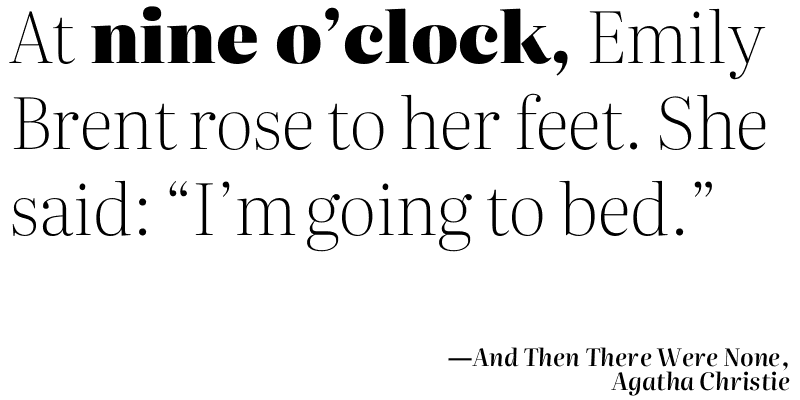 At nine o’clock, Emily
Brent rose to her feet. She
said: “I’m going to bed.”
—And Then There Were None,
Agatha Christie